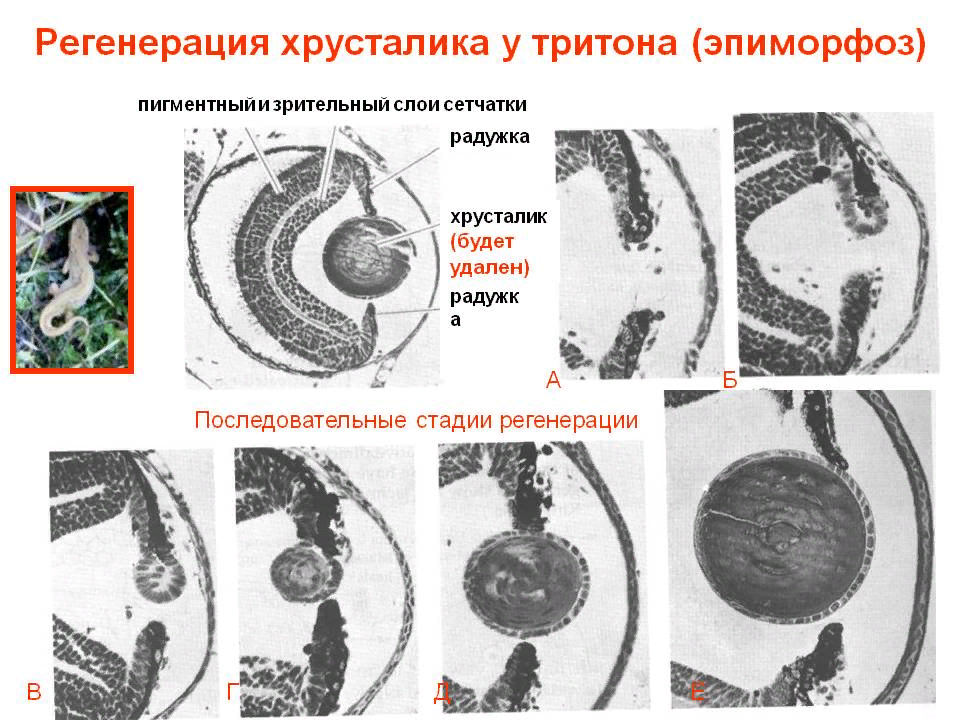 Регенерация хрусталика у тритона (эпиморфоз)
пигментный и зрительный слои сетчатки
радужка
хрусталик
(будет
удален)
радужк
а
А
Б
Последовательные стадии регенерации
В
Г
Д
Е